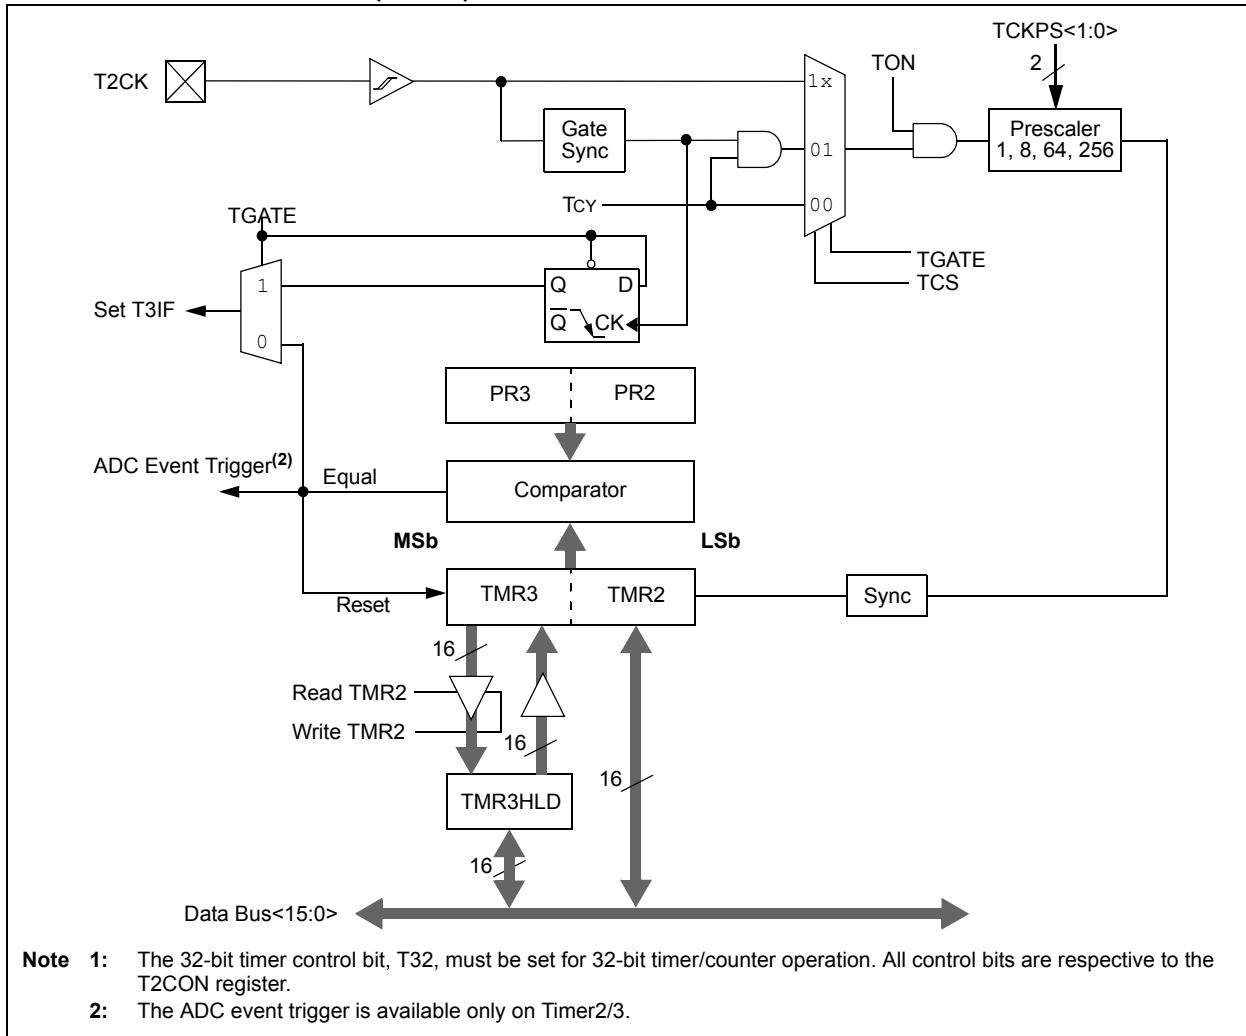 TCKPS<1:0>
2
TON
T2CK
1x
Gate
Sync
Prescaler
1, 8, 64, 256
01
TCY
00
TGATE
TGATE
TCS
1
Q
D
Set T3IF
Q
CK
0
PR3
PR2
ADC Event Trigger(2)
Equal
Comparator
MSb
LSb
TMR3
TMR2
Sync
Reset
16
Read TMR2
Write TMR2
16
16
TMR3HLD
16
Data Bus<15:0>
Note 1: The 32-bit timer control bit, T32, must be set for 32-bit timer/counter operation. All control bits are respective to the
T2CON register.
2: The ADC event trigger is available only on Timer2/3.